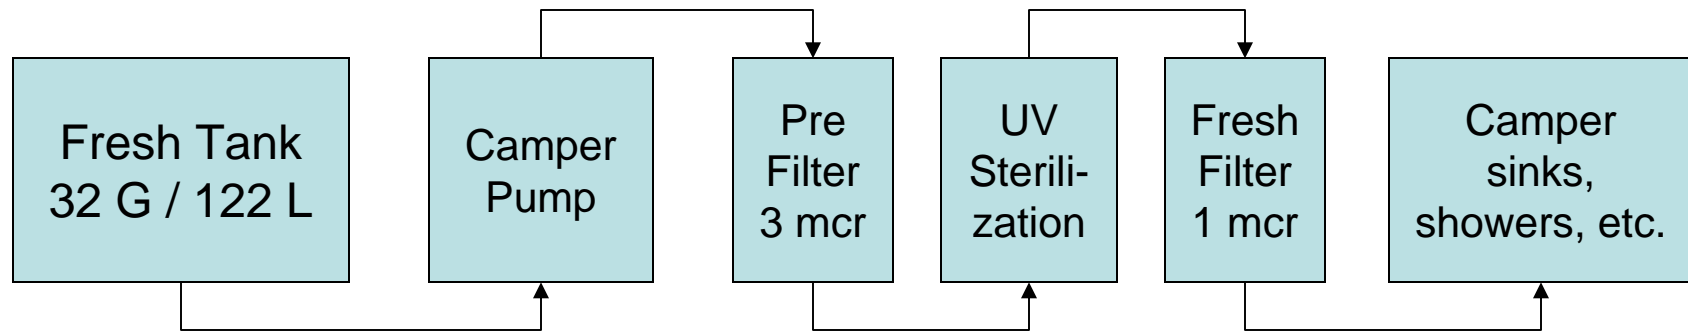 Fresh Tank
32 G / 122 L
Camper
Pump
Pre
Filter
3 mcr
UV
Sterili-
zation
Fresh
Filter
1 mcr
Camper
sinks,
showers, etc.